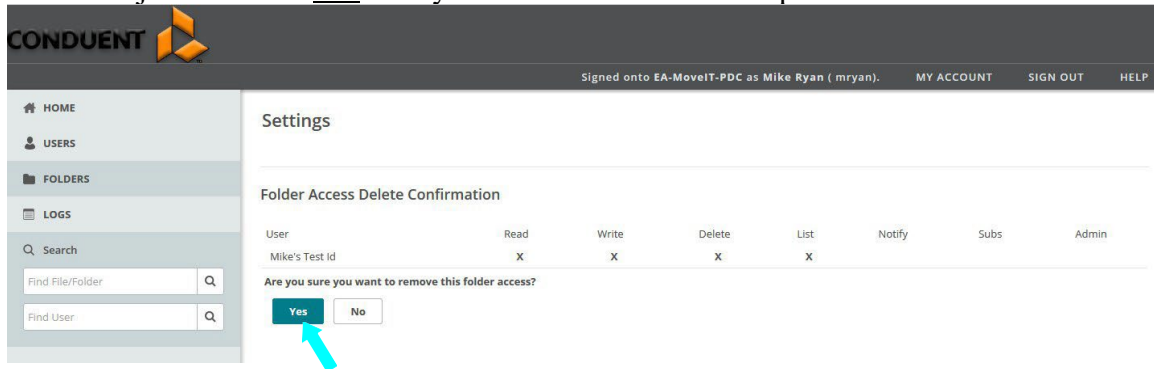 CONDUENT
Signed onto EA-MoveIT-PDC as Mike Ryan ( mryan). MY ACCOUNT SIGN OUT HELP
HOME
USERS
FOLDERS
LOGS
Search
Find File/Folder
Find User
Settings
Folder Access Delete Confirmation
User Read Write Delete List Notify Subs Admin
Mike's Test Id X X X X
Are you sure you want to remove this folder access?
Yes No